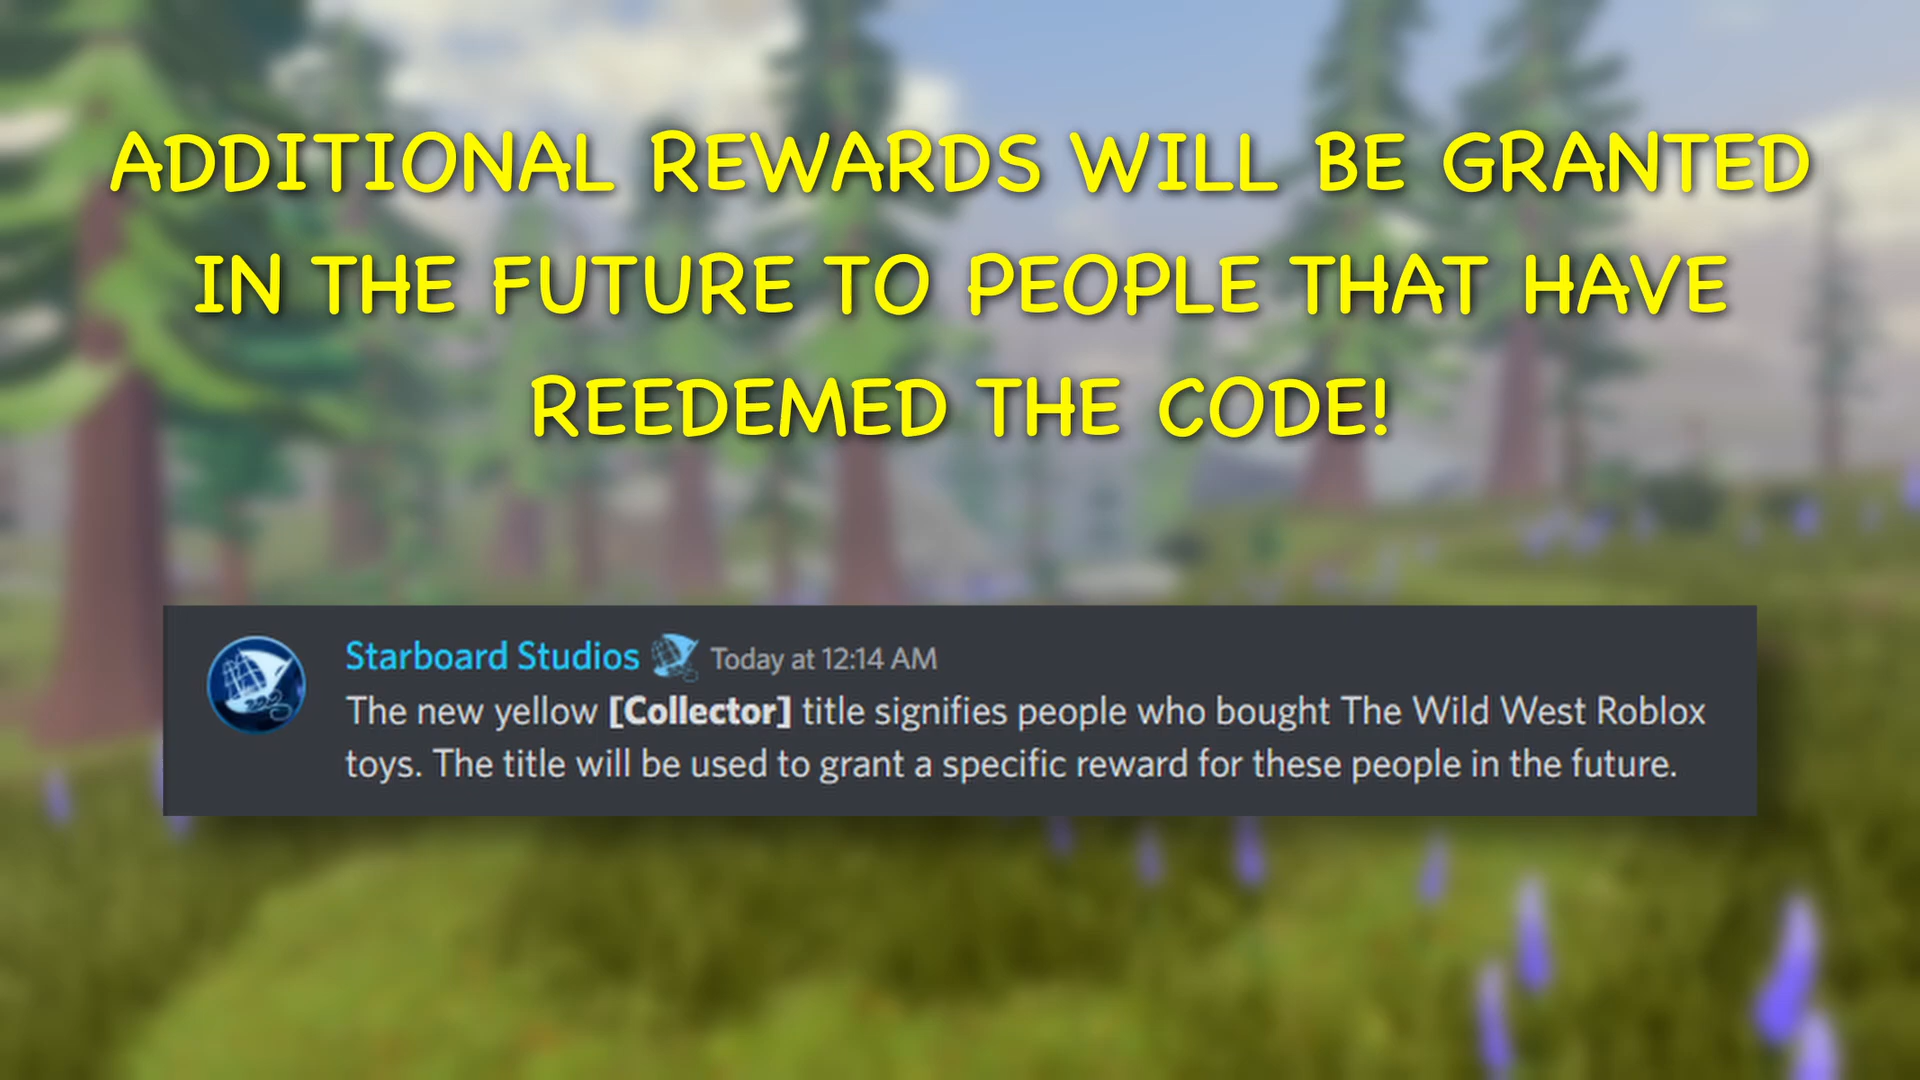 ADDITIONAL REWARDS WILL BE GRANTED
IN THE FUTURE TO PEOPLE THAT HAVE
REEDEMED THE CODE!
Starboard Studios Today at 12:14 AM
The new yellow [Collector] title signifies people who bought The Wild West Roblox
toys. The title will be used to grant a specific reward for these people in the future.